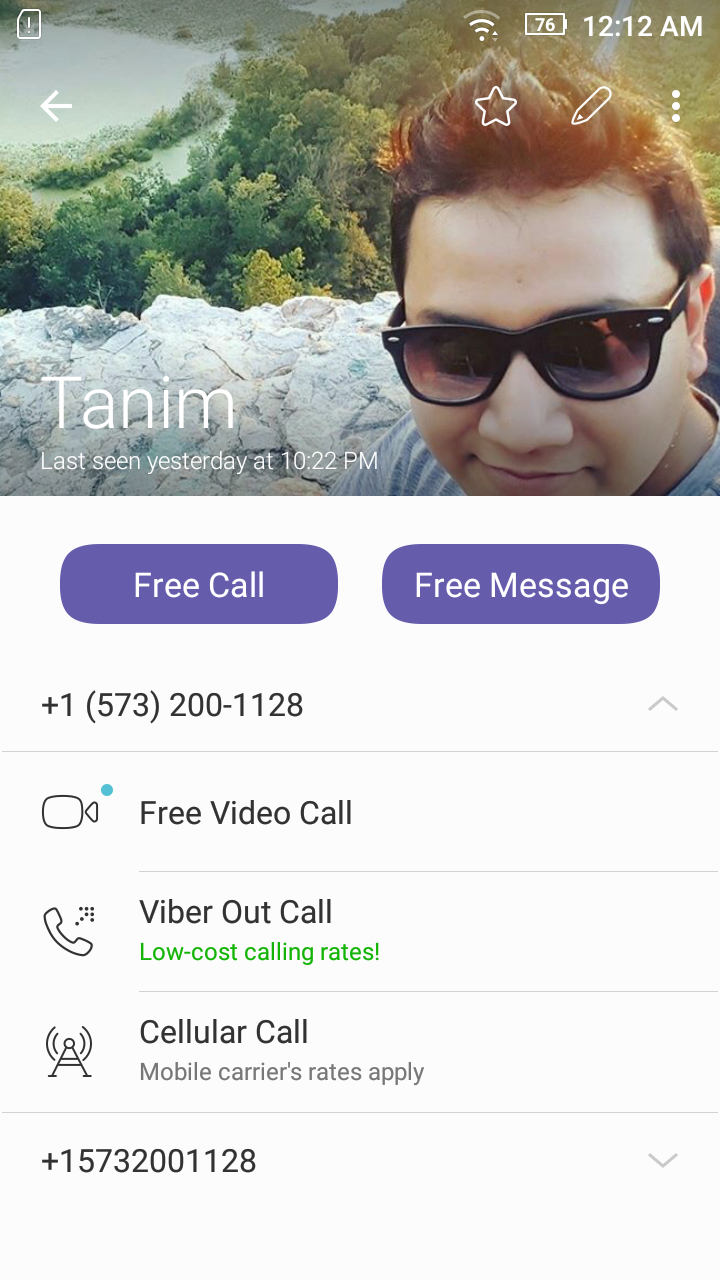 76 12:12 AM
Tanim
Last seen yesterday at 10:22 PM
Free Call Free Message
+1 (573) 200-1128
Free Video Call
Viber Out Call
Low-cost calling rates!
Cellular Call
Mobile carrier's rates apply
+15732001128